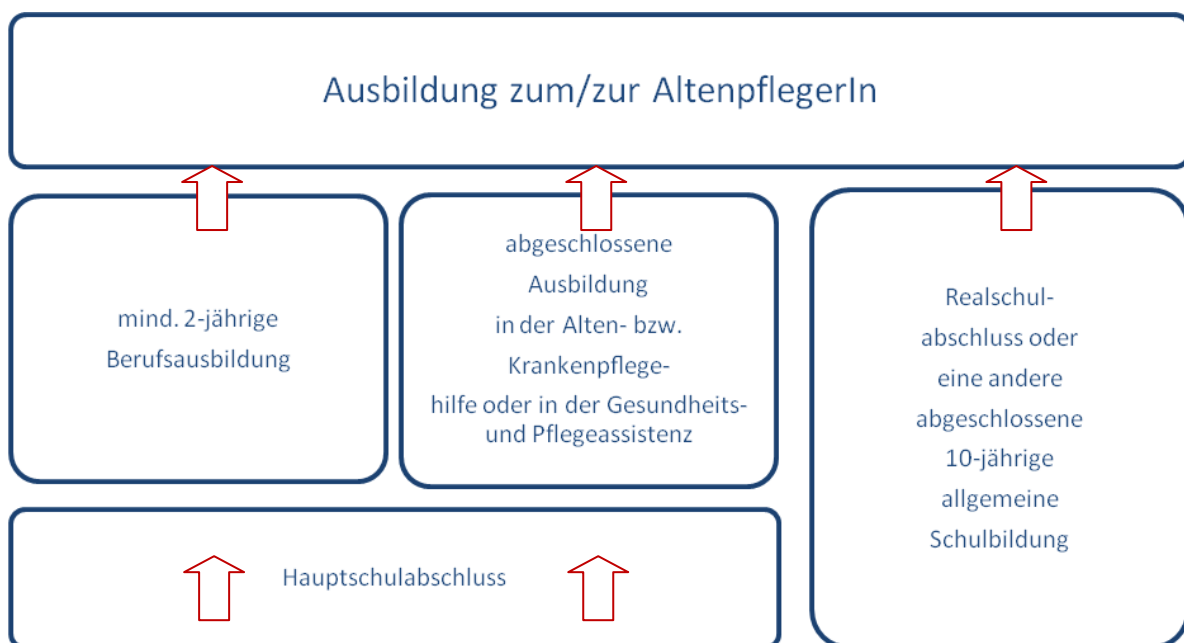 Ausbildung zum/zur AltenpflegerIn
mind. 2-jährige
Berufsausbildung
abgeschlossene
Ausbildung
in der Alten- bzw.
Krankenpflege-
hilfe oder in der Gesundheits-
und Pflegeassistenz
Realschul-
abschluss oder
eine andere
abgeschlossene
10-jährige
allgemeine
Schulbildung
Hauptschulabschluss